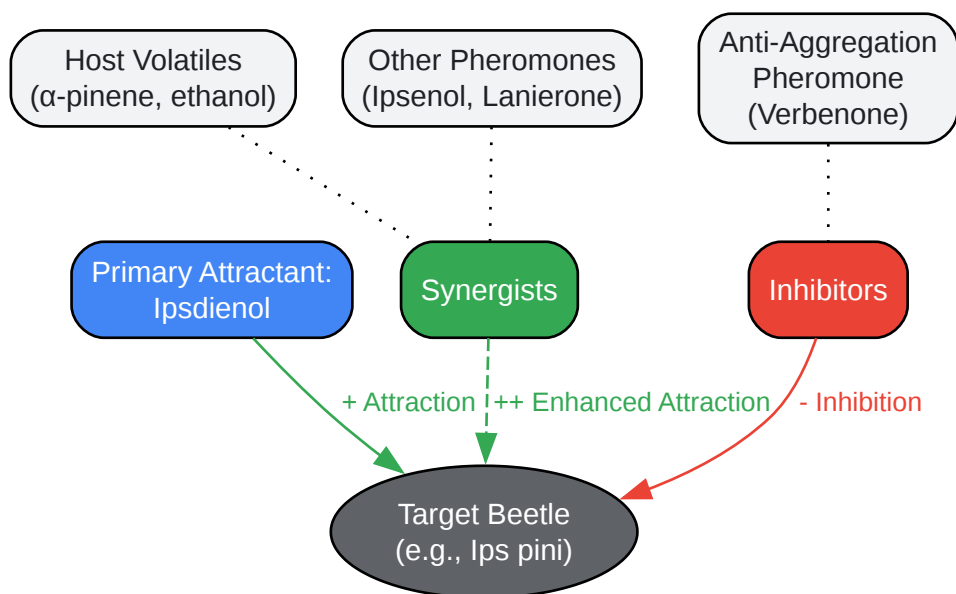 Host Volatiles
(α-pinene, ethanol)
Other Pheromones
(Ipsenol, Lanierone)
Anti-Aggregation
Pheromone
(Verbenone)
Primary Attractant:
Ipsdienol
Synergists
Inhibitors
+ Attraction
++ Enhanced Attraction
- Inhibition
Target Beetle
(e.g., Ips pini)